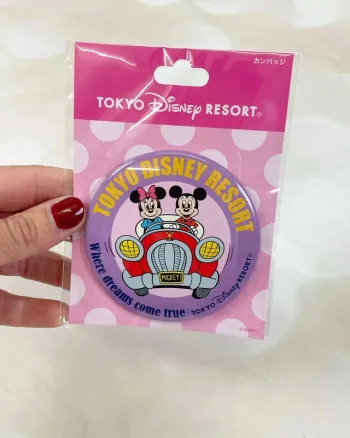 カンバッジ
TOKYO Disney RESORT®
TOKYO DISNEY RESORT
MICKEY
Where dreams come true
TOKYO Disney RESORT®
© Disney